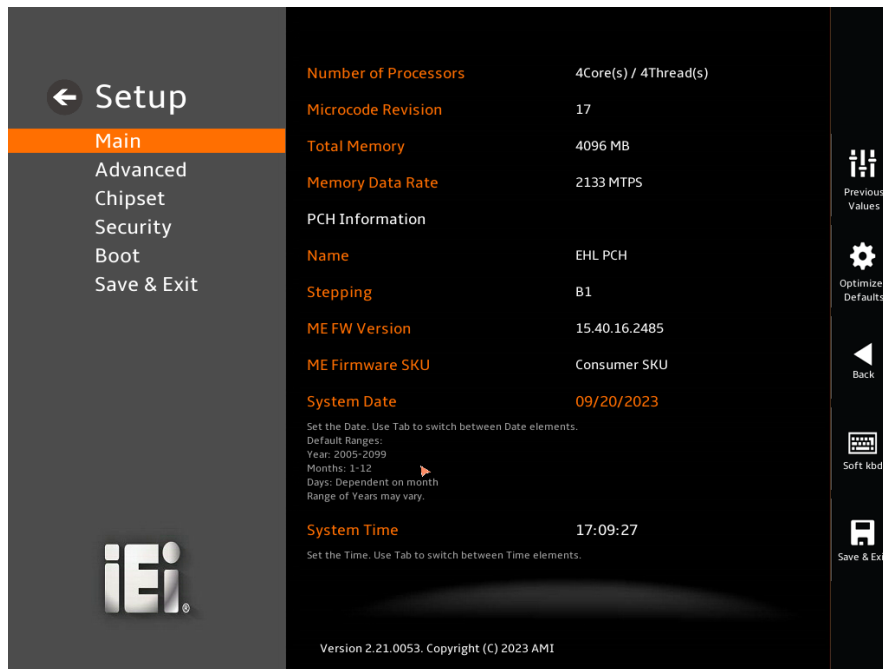 Setup
Main
Advanced
Chipset
Security
Boot
Save & Exit
iEi®
Number of Processors 4Core(s) / 4Thread(s)
Microcode Revision 17
Total Memory 4096 MB
Memory Data Rate 2133 MTPS
PCH Information
Name EHL PCH
Stepping B1
ME FW Version 15.40.16.2485
ME Firmware SKU Consumer SKU
System Date 09/20/2023
Set the Date. Use Tab to switch between Date elements.
Default Ranges:
Year: 2005-2099
Months: 1-12
Days: Dependent on month
Range of Years may vary.
System Time 17:09:27
Set the Time. Use Tab to switch between Time elements.
Version 2.21.0053. Copyright (C) 2023 AMI
Previous
Values
Optimize
Defaults
Back
Soft kbd
Save & Exi